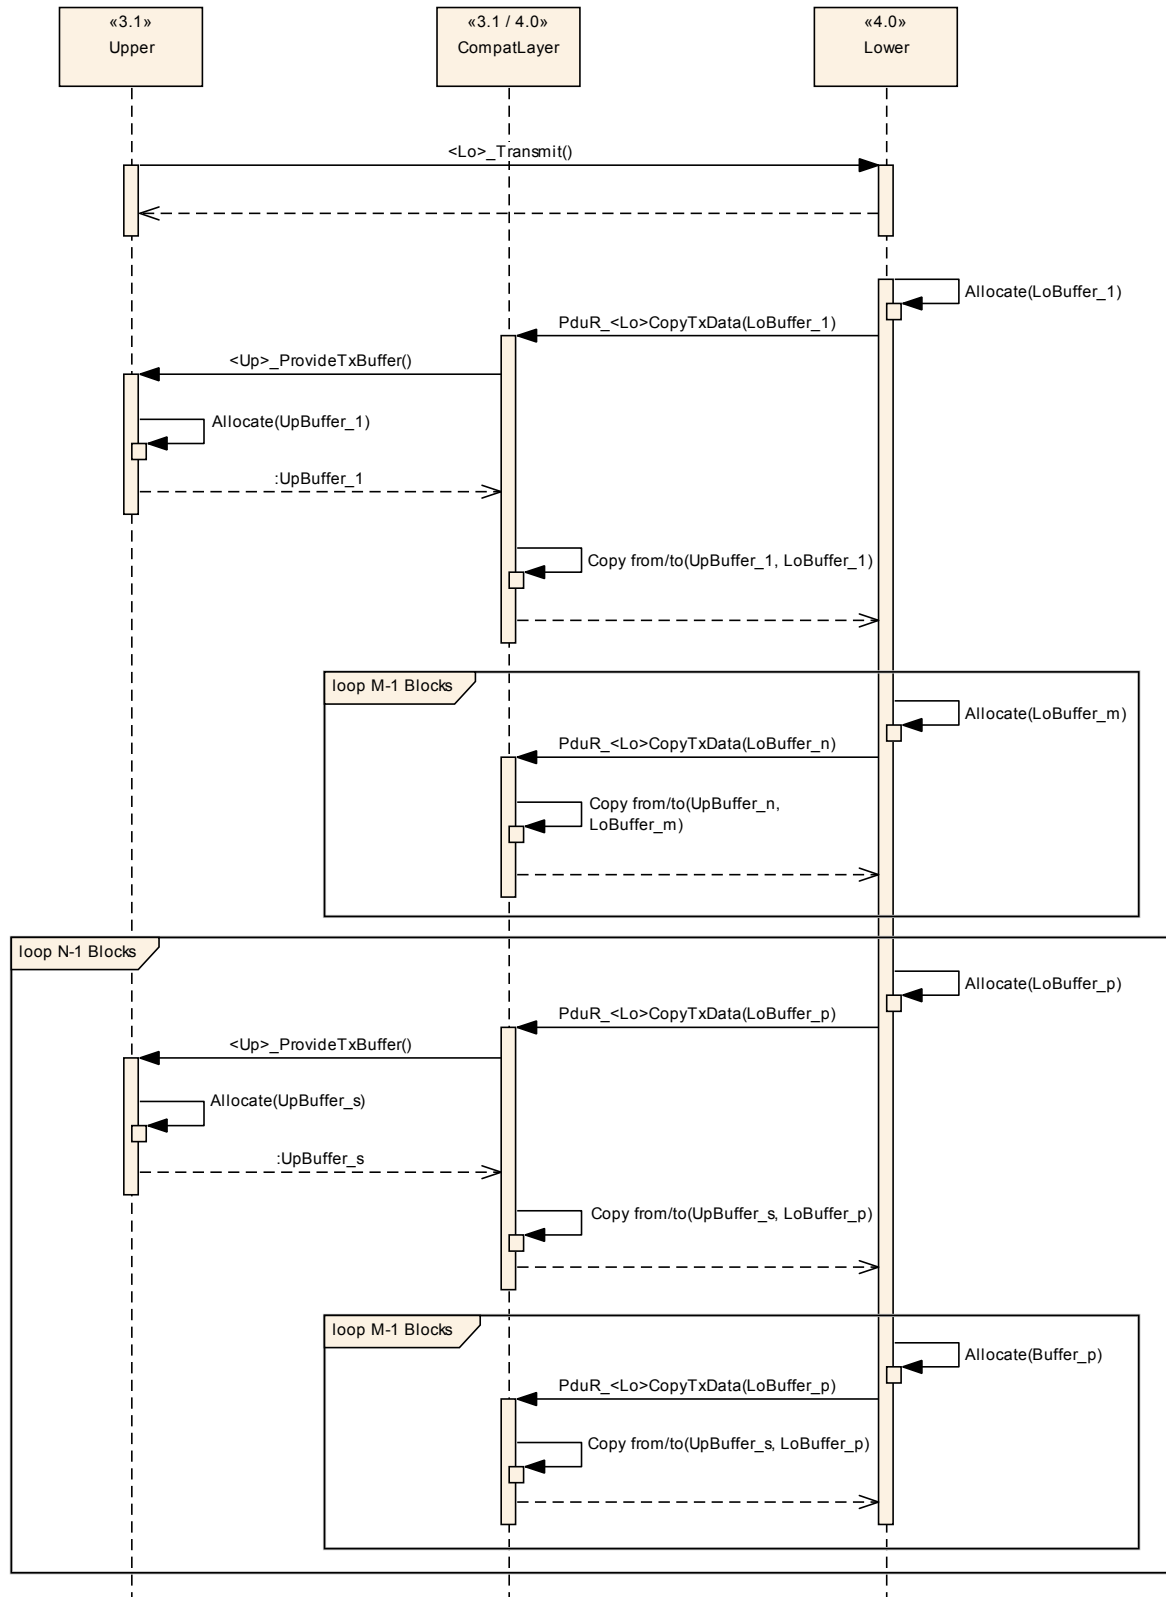 «3.1»
Upper
«3.1 / 4.0»
CompatLayer
«4.0»
Lower
<Lo>_Transmit()
Allocate(LoBuffer_1)
PduR_<Lo>CopyTxData(LoBuffer_1)
<Up>_ProvideTxBuffer()
Allocate(UpBuffer_1)
:UpBuffer_1
Copy from/to(UpBuffer_1, LoBuffer_1)
loop M-1 Blocks
Allocate(LoBuffer_m)
PduR_<Lo>CopyTxData(LoBuffer_n)
Copy from/to(UpBuffer_n,
LoBuffer_m)
loop N-1 Blocks
Allocate(LoBuffer_p)
PduR_<Lo>CopyTxData(LoBuffer_p)
<Up>_ProvideTxBuffer()
Allocate(UpBuffer_s)
:UpBuffer_s
Copy from/to(UpBuffer_s, LoBuffer_p)
loop M-1 Blocks
Allocate(Buffer_p)
PduR_<Lo>CopyTxData(LoBuffer_p)
Copy from/to(UpBuffer_s, LoBuffer_p)